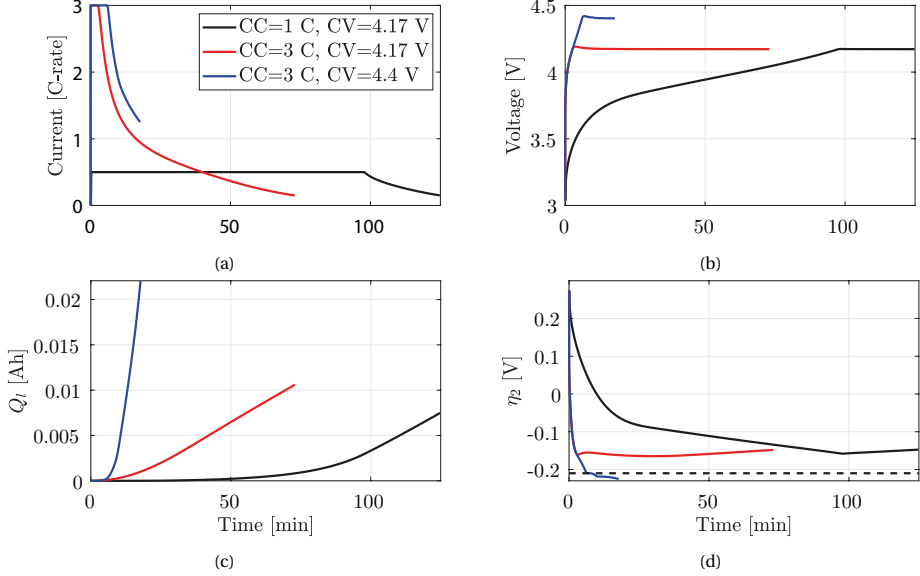 CC=1 C, CV=4.17 V
CC=3 C, CV=4.17 V
CC=3 C, CV=4.4 V
Current [C-rate]
3
2
1
0
0
50
100
(a)
Voltage [V]
4.5
4
3.5
3
0
50
100
(b)
Q_l [Ah]
0.02
0.015
0.01
0.005
0
0
50
100
Time [min]
(c)
η_2 [V]
0.2
0.1
0
-0.1
-0.2
0
50
100
Time [min]
(d)